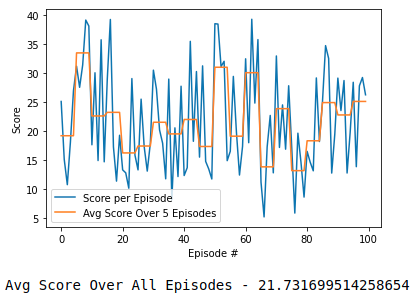 40
35
30
25
20
15
10
5
Score
Score per Episode
Avg Score Over 5 Episodes
0 20 40 60 80 100
Episode #
Avg Score Over All Episodes - 21.731699514258654